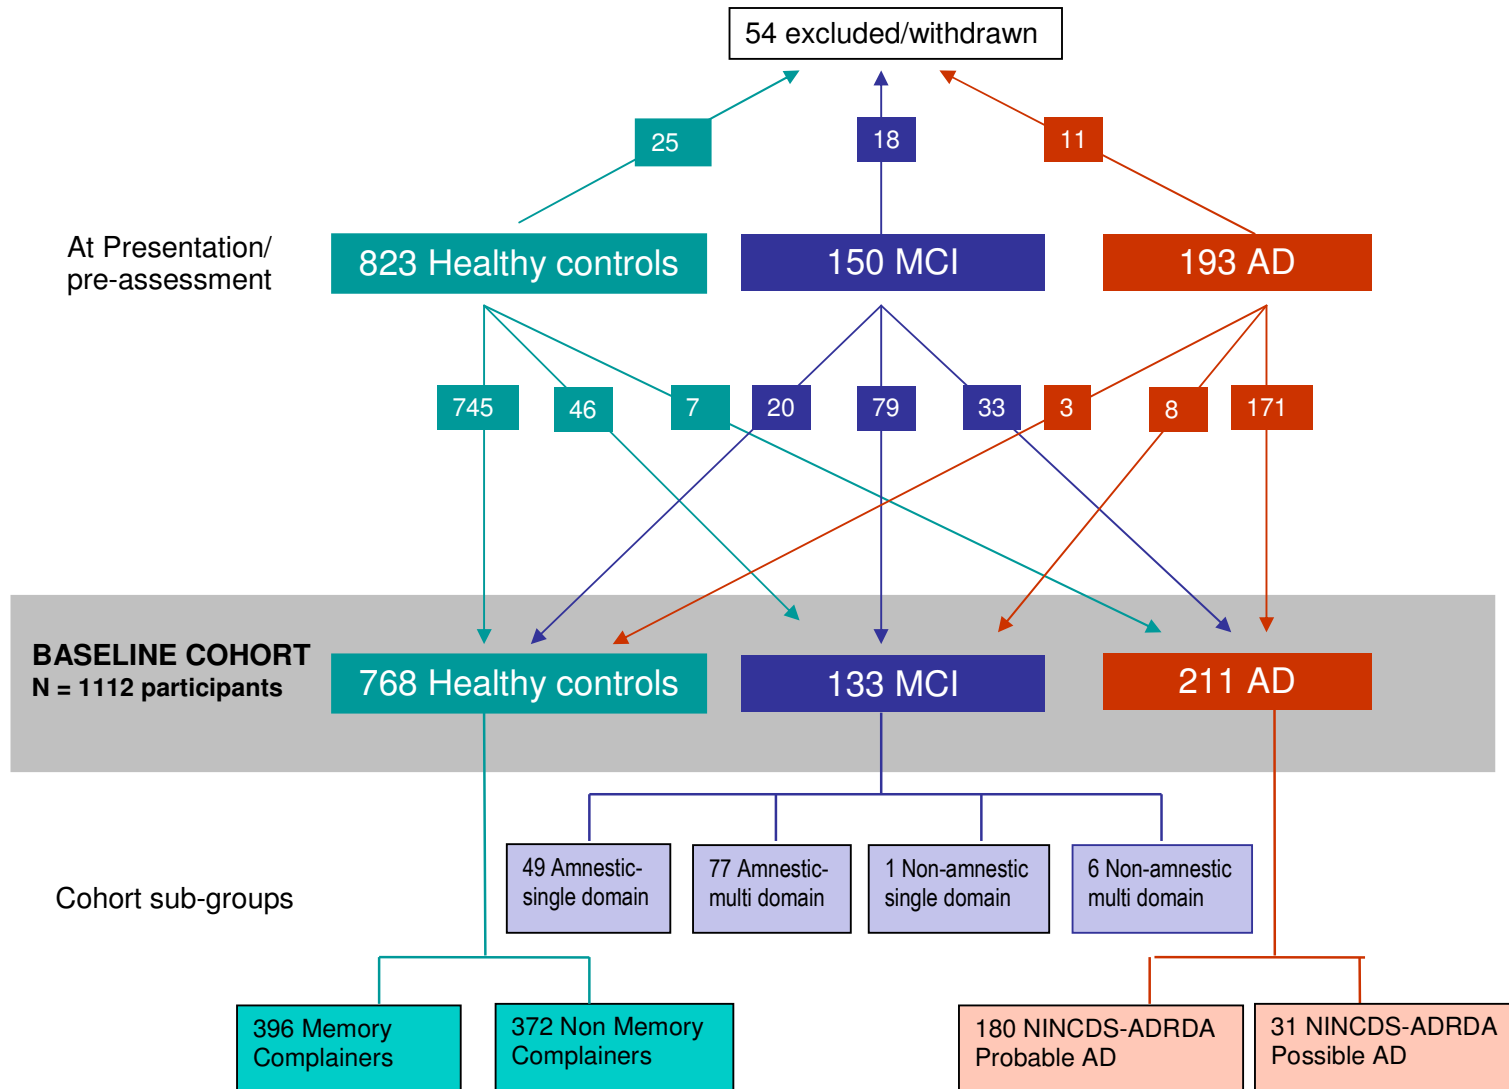 54 excluded/withdrawn
25
18
11
At Presentation/
pre-assessment
823 Healthy controls
150 MCI
193 AD
745
46
7
20
79
33
3
8
171
BASELINE COHORT
N = 1112 participants
768 Healthy controls
133 MCI
211 AD
Cohort sub-groups
49 Amnestic-
single domain
77 Amnestic-
multi domain
1 Non-amnestic
single domain
6 Non-amnestic
multi domain
396 Memory
Complainers
372 Non Memory
Complainers
180 NINCDS-ADRDA
Probable AD
31 NINCDS-ADRDA
Possible AD